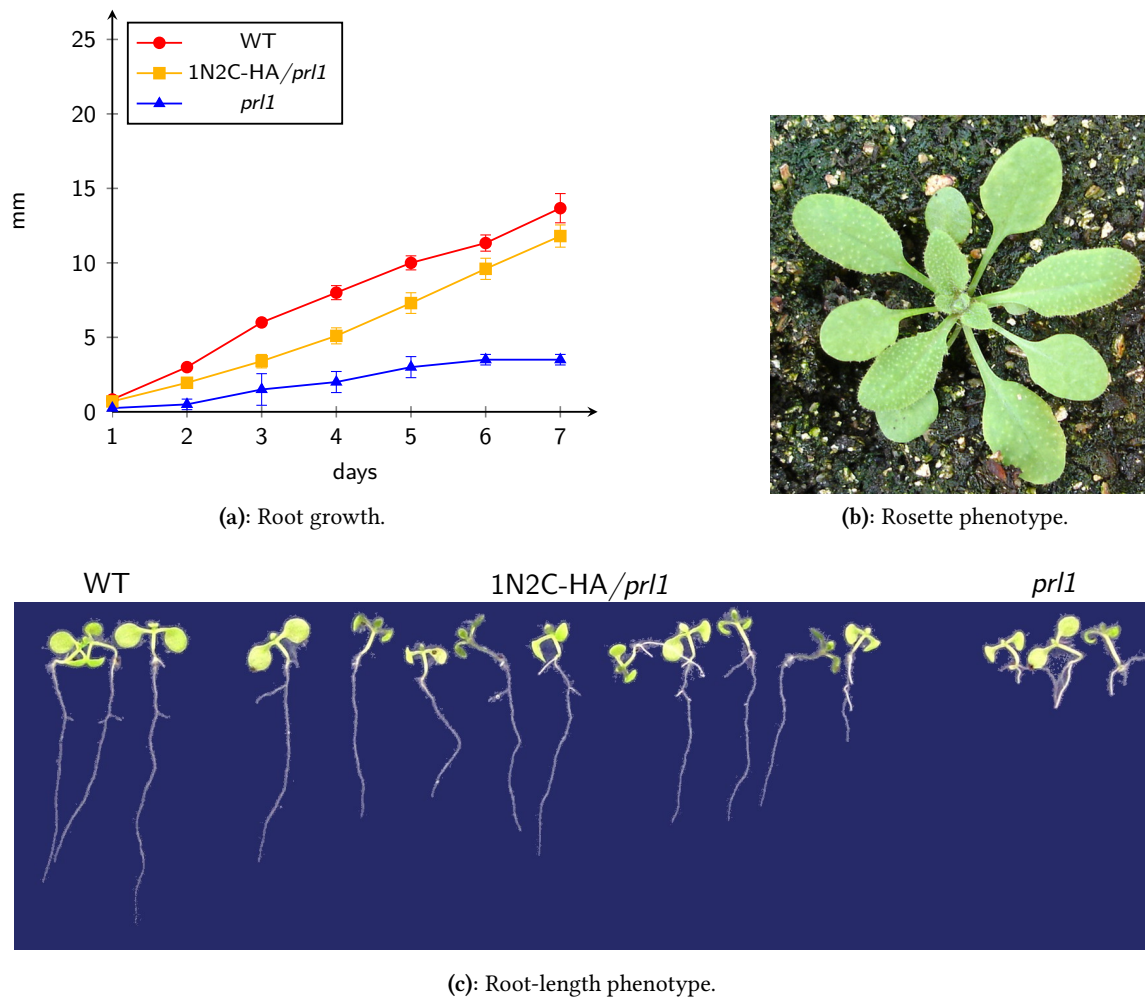 25
20
15
10
5
0
mm
WT
1N2C-HA/prl1
prl1
1 2 3 4 5 6 7
days
(a): Root growth.
(b): Rosette phenotype.
WT 1N2C-HA/prl1 prl1
(c): Root-length phenotype.